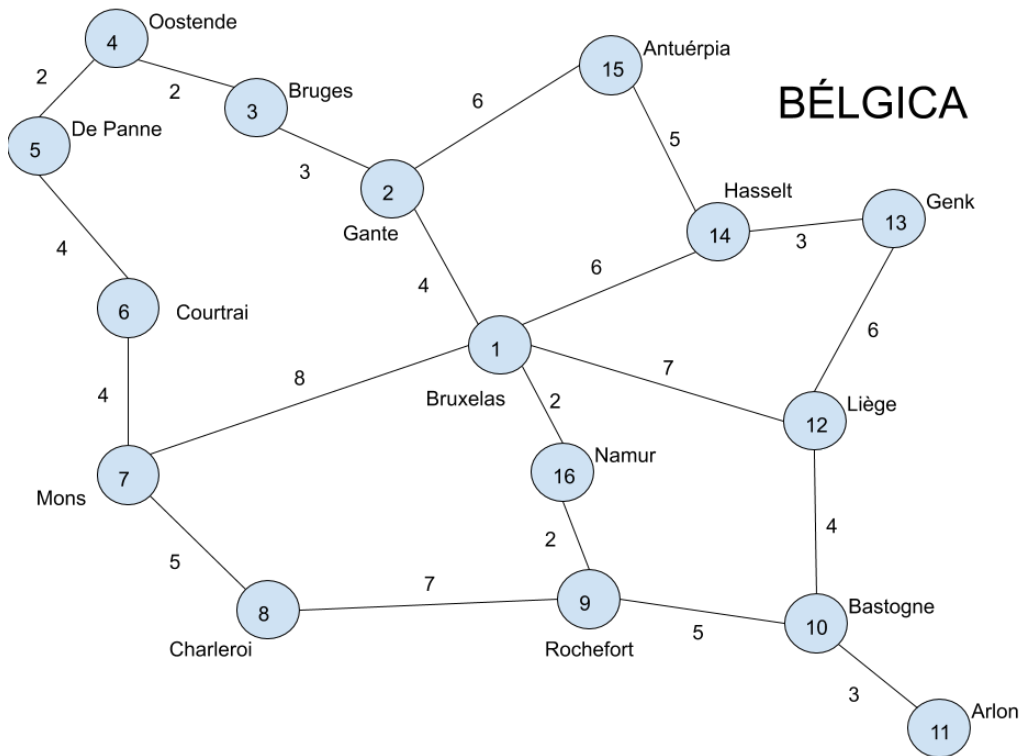 Oostende
4
Antuérpia
15
BÉLGICA
2
2
Bruges
3
6
De Panne
5
5
3
Hasselt
Genk
2
14
13
Gante
3
4
4
6
6
6
Courtrai
1
7
8
Bruxelas
4
2
Liège
12
Namur
7
16
Mons
4
5
2
7
9
Bastogne
8
10
5
Charleroi
Rochefort
3
Arlon
11